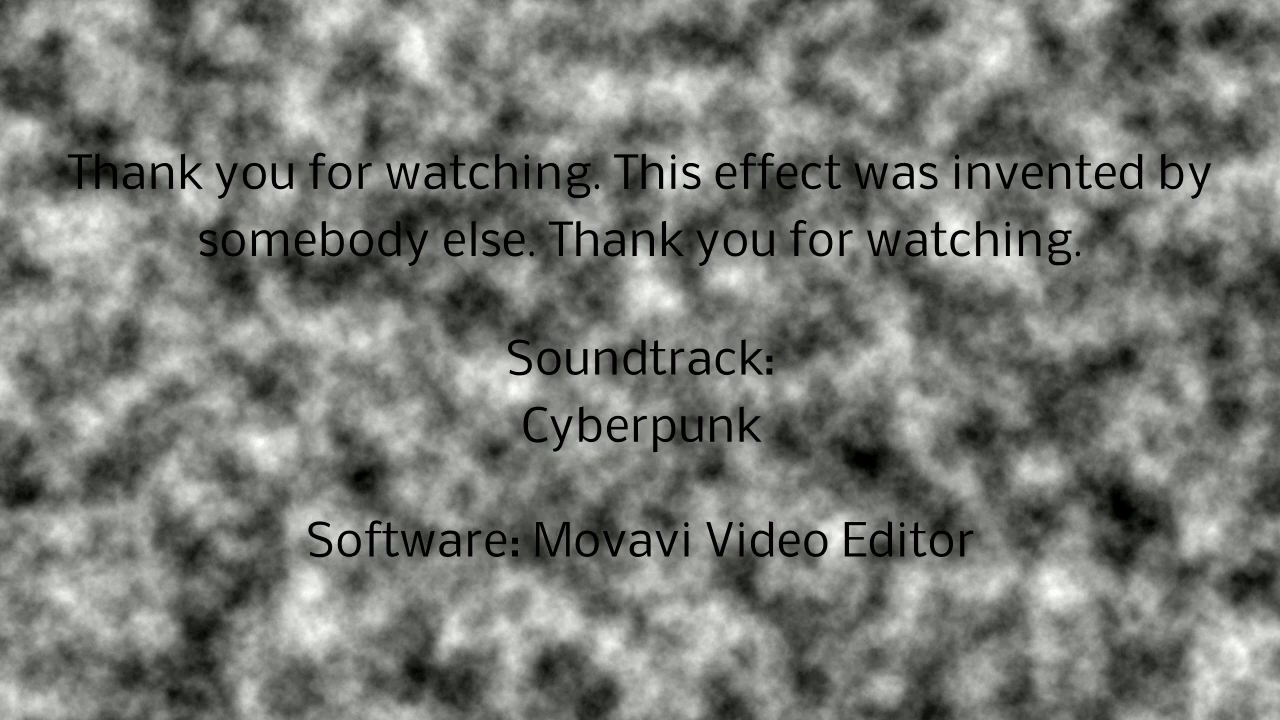 Thank you for watching. This effect was invented by
somebody else. Thank you for watching.
Soundtrack:
Cyberpunk
Software: Movavi Video Editor